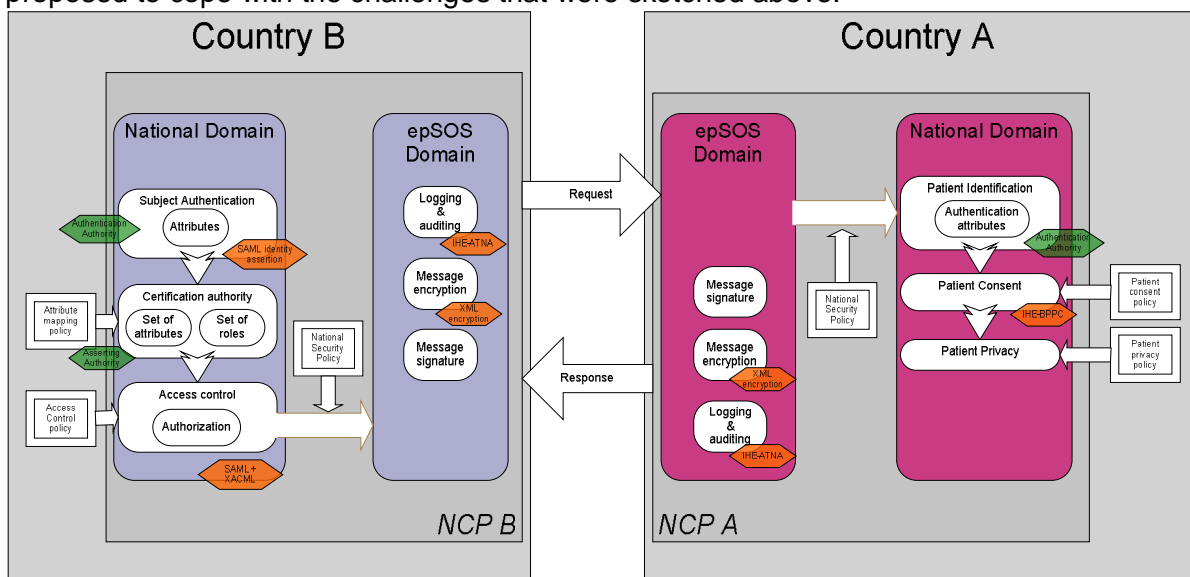 proposed to cope with the challenges that were sketched above.
Country B
National Domain
Subject Authentication
Attributes
Authentication
Authority
SAML identity
assertion
Certification authority
Set of
attributes
Set of
roles
Attribute
mapping
policy
Asserting
Authority
Access control
Authorization
Access
Control
policy
SAML +
XACML
National
Security
Policy
epSOS
Domain
Logging
&
auditing
IHE-ATNA
Message
encryption
XML
encryption
Message
signature
NCP B
Request
Response
Country A
epSOS
Domain
Message
signature
Message
encryption
XML
encryption
Logging
&
auditing
IHE-ATNA
National
Security
Policy
National Domain
Patient Identification
Authentication
attributes
Authentication
Authority
Patient Consent
IHE-BPPC
Patient
consent
policy
Patient Privacy
Patient
privacy
policy
NCP A